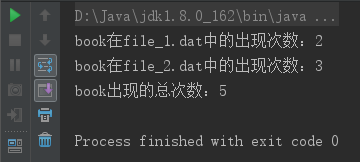 D:\Java\jdk1.8.0_162\bin\java ...
book在file_1.dat中的出现次数：2
book在file_2.dat中的出现次数：3
book出现的总次数：5
Process finished with exit code 0